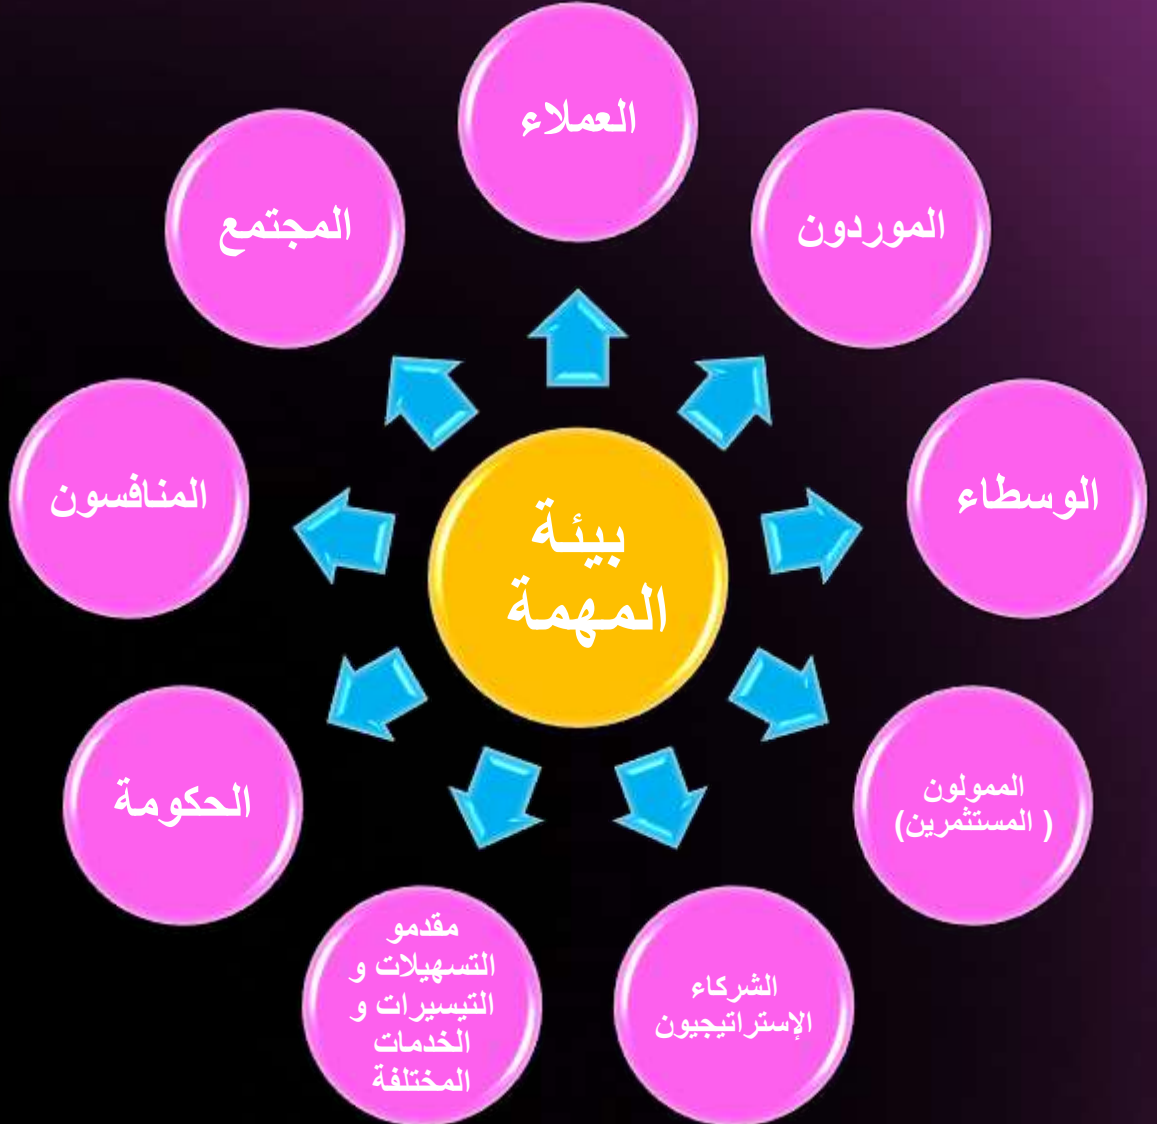 العملاء
الموردون
الوسطاء
الممولون
( المستثمرين)
الشركاء
الإستراتيجيون
مقدمو
التسهيلات و
التيسيرات و
الخدمات
المختلفة
الحكومة
المنافسون
المجتمع
بيئة
المهمة